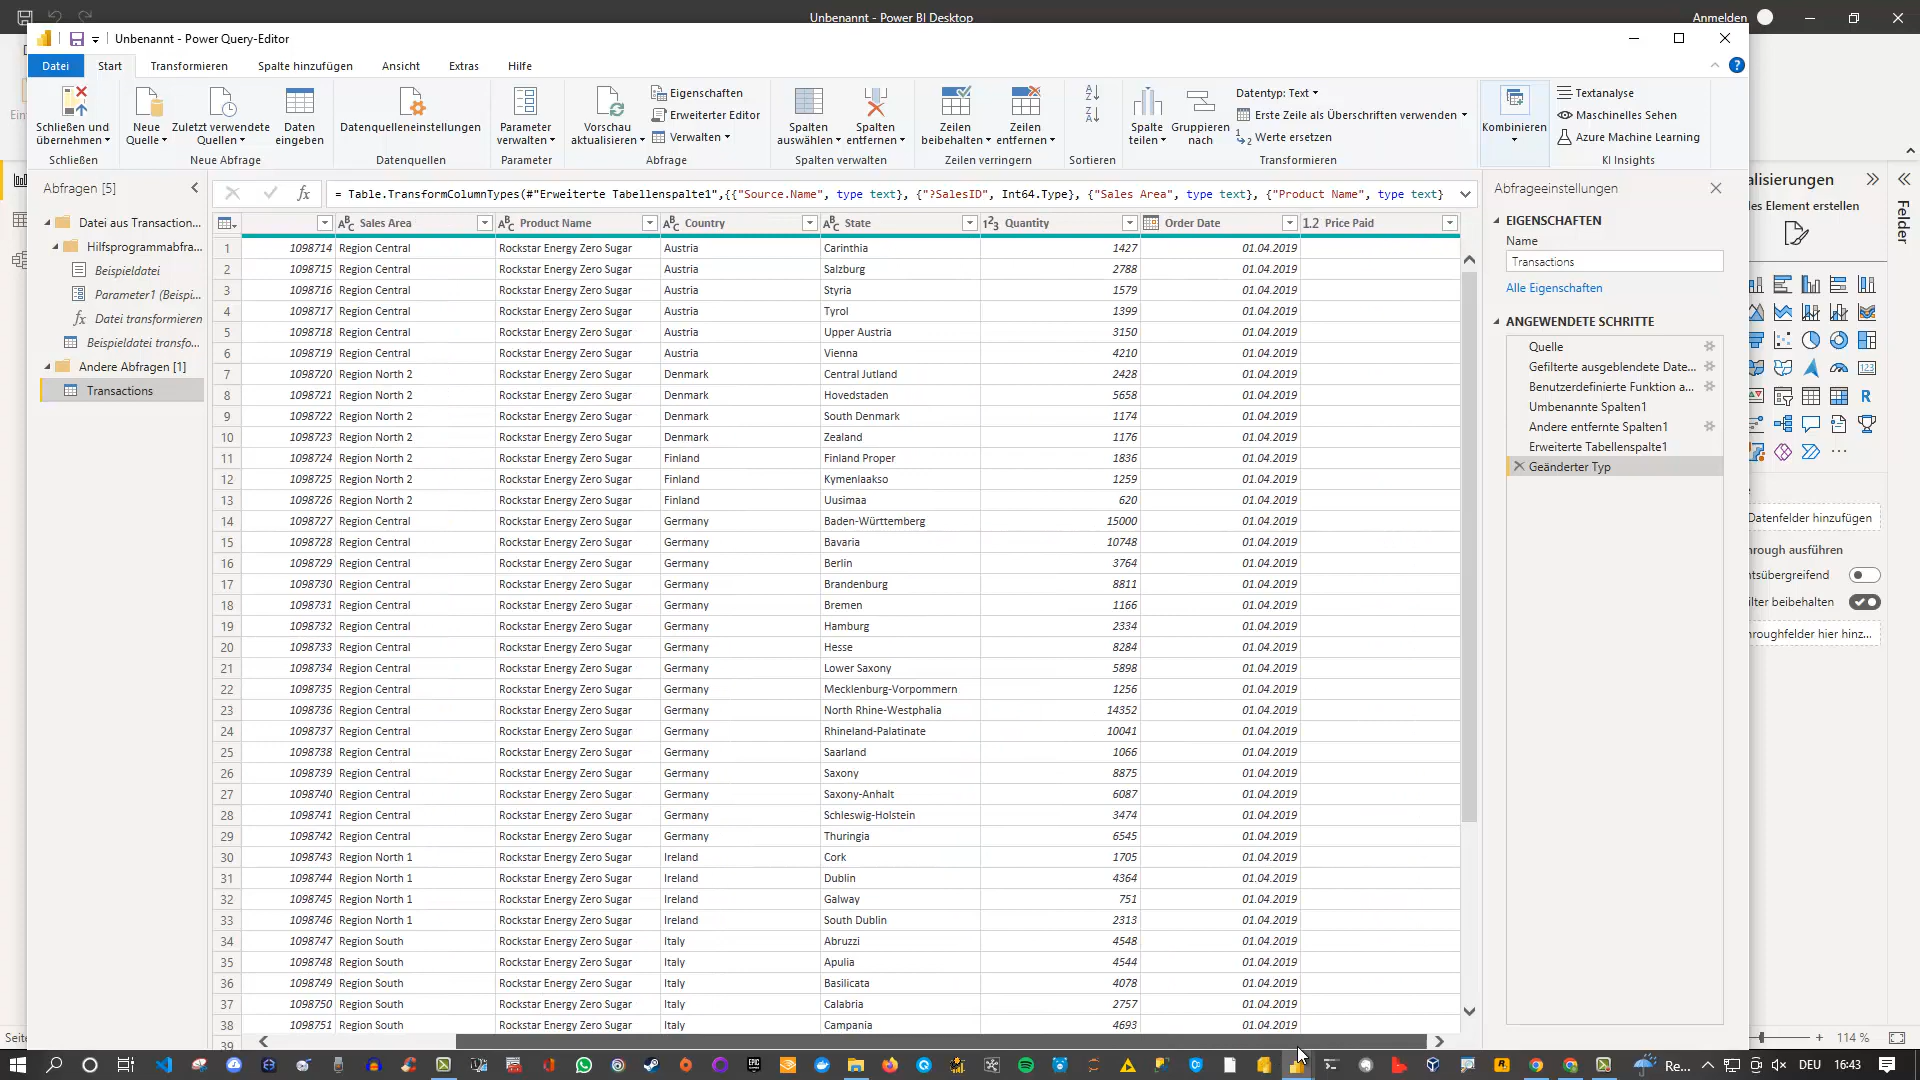 Unbenannt - Power BI Desktop
Anmelden
Unbenannt - Power Query-Editor
Datei Start Transformieren Spalte hinzufügen Ansicht Extras Hilfe
Schließen und übernehmen
Schließen
Neue Quellen
Zuletzt verwendete Quellen
Daten eingeben
Neue Abfrage
Datenquelleneinstellungen
Datenquellen
Parameter verwalten
Parameter
Vorschau aktualisieren
Eigenschaften
Erweiterter Editor
Verwalten
Abfrage
Spalten auswählen
Spalten entfernen
Spalten verwalten
Zeilen beibehalten
Zeilen entfernen
Zeilen verringern
Sortieren
Spalte teilen
Gruppieren nach
Datentyp: Text
Erste Zeile als Überschriften verwenden
Werte ersetzen
Transformieren
Kombinieren
Textanalyse
Maschinelles Sehen
Azure Machine Learning
KI Insights
Abfragen [5]
Datei aus Transaction...
Hilfsprogrammabfra...
Beispieldatei
Parameter1 (Beispi...
Datei transformieren
Beispieldatei transfo...
Andere Abfragen [1]
Transactions
= Table.TransformColumnTypes(#"Erweiterte Tabellenspalte1",{{"Source.Name", type text}, {"?SalesID", Int64.Type}, {"Sales Area", type text}, {"Product Name", type text}
Sales Area Product Name Country State Quantity Order Date Price Paid
1 1098714 Region Central Rockstar Energy Zero Sugar Austria Carinthia 1427 01.04.2019
2 1098715 Region Central Rockstar Energy Zero Sugar Austria Salzburg 2788 01.04.2019
3 1098716 Region Central Rockstar Energy Zero Sugar Austria Styria 1579 01.04.2019
4 1098717 Region Central Rockstar Energy Zero Sugar Austria Tyrol 1399 01.04.2019
5 1098718 Region Central Rockstar Energy Zero Sugar Austria Upper Austria 3150 01.04.2019
6 1098719 Region Central Rockstar Energy Zero Sugar Austria Vienna 4210 01.04.2019
7 1098720 Region North 2 Rockstar Energy Zero Sugar Denmark Central Jutland 2428 01.04.2019
8 1098721 Region North 2 Rockstar Energy Zero Sugar Denmark Hovedstaden 5658 01.04.2019
9 1098722 Region North 2 Rockstar Energy Zero Sugar Denmark South Denmark 1174 01.04.2019
10 1098723 Region North 2 Rockstar Energy Zero Sugar Denmark Zealand 1176 01.04.2019
11 1098724 Region North 2 Rockstar Energy Zero Sugar Finland Finland Proper 1836 01.04.2019
12 1098725 Region North 2 Rockstar Energy Zero Sugar Finland Kymenlaakso 1259 01.04.2019
13 1098726 Region North 2 Rockstar Energy Zero Sugar Finland Uusimaa 620 01.04.2019
14 1098727 Region Central Rockstar Energy Zero Sugar Germany Baden-Württemberg 15000 01.04.2019
15 1098728 Region Central Rockstar Energy Zero Sugar Germany Bavaria 10748 01.04.2019
16 1098729 Region Central Rockstar Energy Zero Sugar Germany Berlin 3764 01.04.2019
17 1098730 Region Central Rockstar Energy Zero Sugar Germany Brandenburg 8811 01.04.2019
18 1098731 Region Central Rockstar Energy Zero Sugar Germany Bremen 1166 01.04.2019
19 1098732 Region Central Rockstar Energy Zero Sugar Germany Hamburg 2334 01.04.2019
20 1098733 Region Central Rockstar Energy Zero Sugar Germany Hesse 8284 01.04.2019
21 1098734 Region Central Rockstar Energy Zero Sugar Germany Lower Saxony 5898 01.04.2019
22 1098735 Region Central Rockstar Energy Zero Sugar Germany Mecklenburg-Vorpommern 1256 01.04.2019
23 1098736 Region Central Rockstar Energy Zero Sugar Germany North Rhine-Westphalia 14352 01.04.2019
24 1098737 Region Central Rockstar Energy Zero Sugar Germany Rhineland-Palatinate 10041 01.04.2019
25 1098738 Region Central Rockstar Energy Zero Sugar Germany Saarland 1066 01.04.2019
26 1098739 Region Central Rockstar Energy Zero Sugar Germany Saxony 8875 01.04.2019
27 1098740 Region Central Rockstar Energy Zero Sugar Germany Saxony-Anhalt 6087 01.04.2019
28 1098741 Region Central Rockstar Energy Zero Sugar Germany Schleswig-Holstein 3474 01.04.2019
29 1098742 Region Central Rockstar Energy Zero Sugar Germany Thuringia 6545 01.04.2019
30 1098743 Region North 1 Rockstar Energy Zero Sugar Ireland Cork 1705 01.04.2019
31 1098744 Region North 1 Rockstar Energy Zero Sugar Ireland Dublin 4364 01.04.2019
32 1098745 Region North 1 Rockstar Energy Zero Sugar Ireland Galway 751 01.04.2019
33 1098746 Region North 1 Rockstar Energy Zero Sugar Ireland South Dublin 2313 01.04.2019
34 1098747 Region South Rockstar Energy Zero Sugar Italy Abruzzi 4548 01.04.2019
35 1098748 Region South Rockstar Energy Zero Sugar Italy Apulia 4544 01.04.2019
36 1098749 Region South Rockstar Energy Zero Sugar Italy Basilicata 4078 01.04.2019
37 1098750 Region South Rockstar Energy Zero Sugar Italy Calabria 2757 01.04.2019
38 1098751 Region South Rockstar Energy Zero Sugar Italy Campania 4693 01.04.2019
39
Abfrageeinstellungen
EIGENSCHAFTEN
Name
Transactions
Alle Eigenschaften
ANGEWENDETE SCHRITTE
Quelle
Gefilterte ausgeblendete Date...
Benutzerdefinierte Funktion a...
Umbenannte Spalten1
Andere entfernte Spalten1
Erweiterte Tabellenspalte1
Geänderter Typ
alisierungen
les Element erstellen
Felder
Datenfelder hinzufügen
hrough ausführen
ntsübergreifend
ilter beibehalten
hroughfelder hier hinz...
Seite
114 %
Re...
DEU 16:43